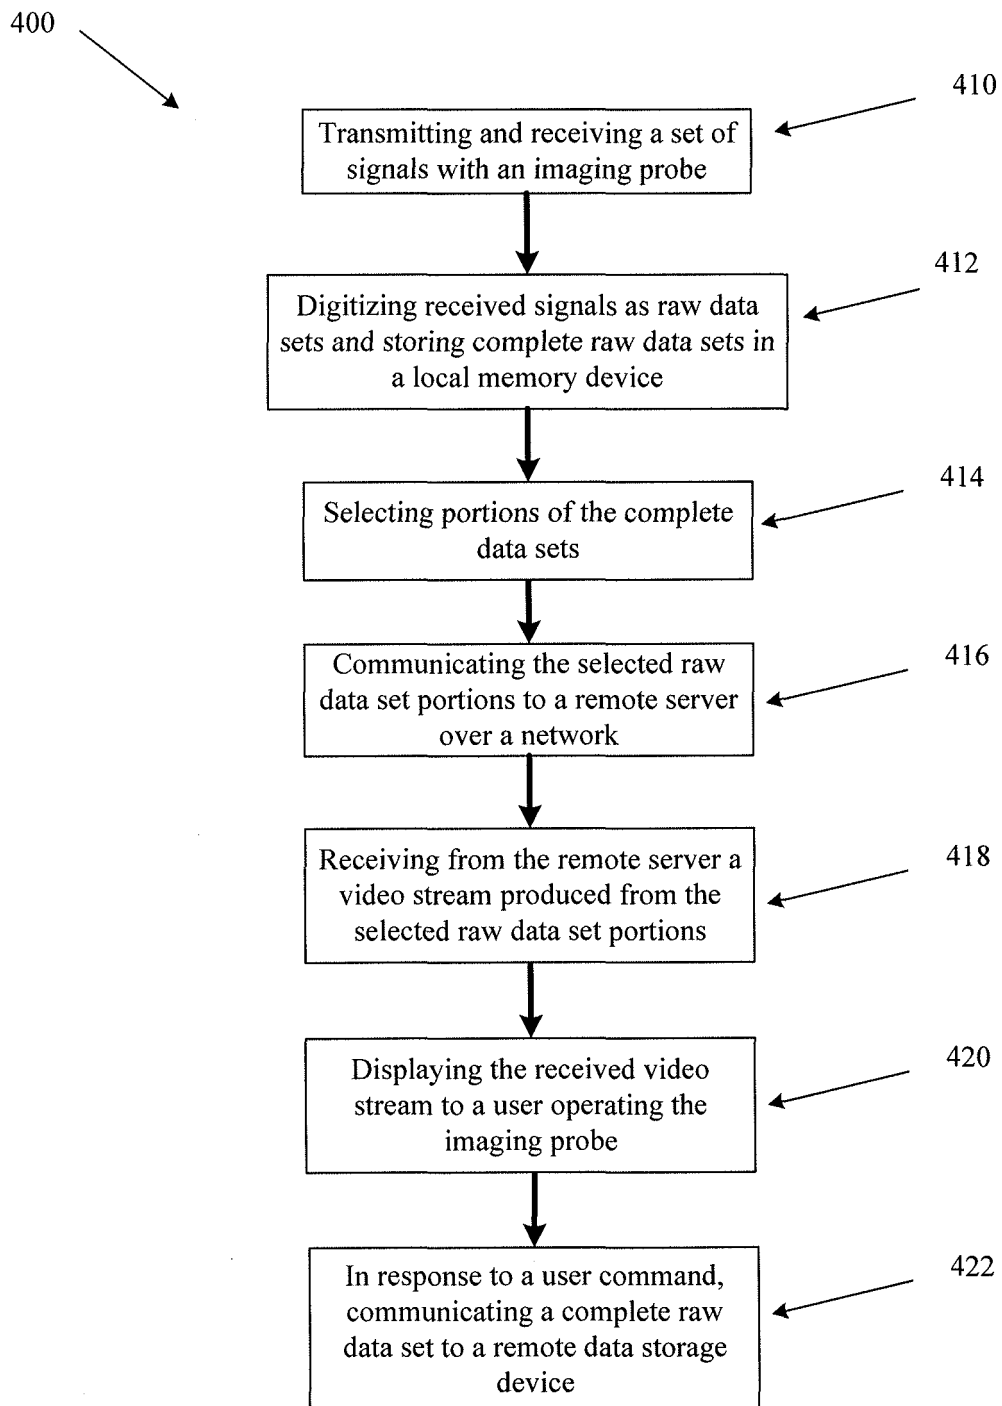 400
410
Transmitting and receiving a set of
signals with an imaging probe
412
Digitizing received signals as raw data
sets and storing complete raw data sets in
a local memory device
414
Selecting portions of the complete
data sets
416
Communicating the selected raw
data set portions to a remote server
over a network
418
Receiving from the remote server a
video stream produced from the
selected raw data set portions
420
Displaying the received video
stream to a user operating the
imaging probe
422
In response to a user command,
communicating a complete raw
data set to a remote data storage
device